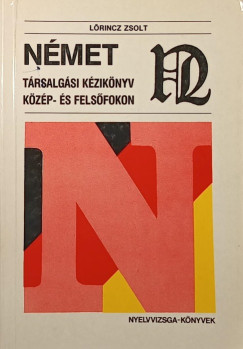 LŐRINCZ ZSOLT
NÉMET
TÁRSALGÁSI KÉZIKÖNYV
KÖZÉP- ÉS FELSŐFOKON
N
NYELVVIZSGA-KÖNYVEK